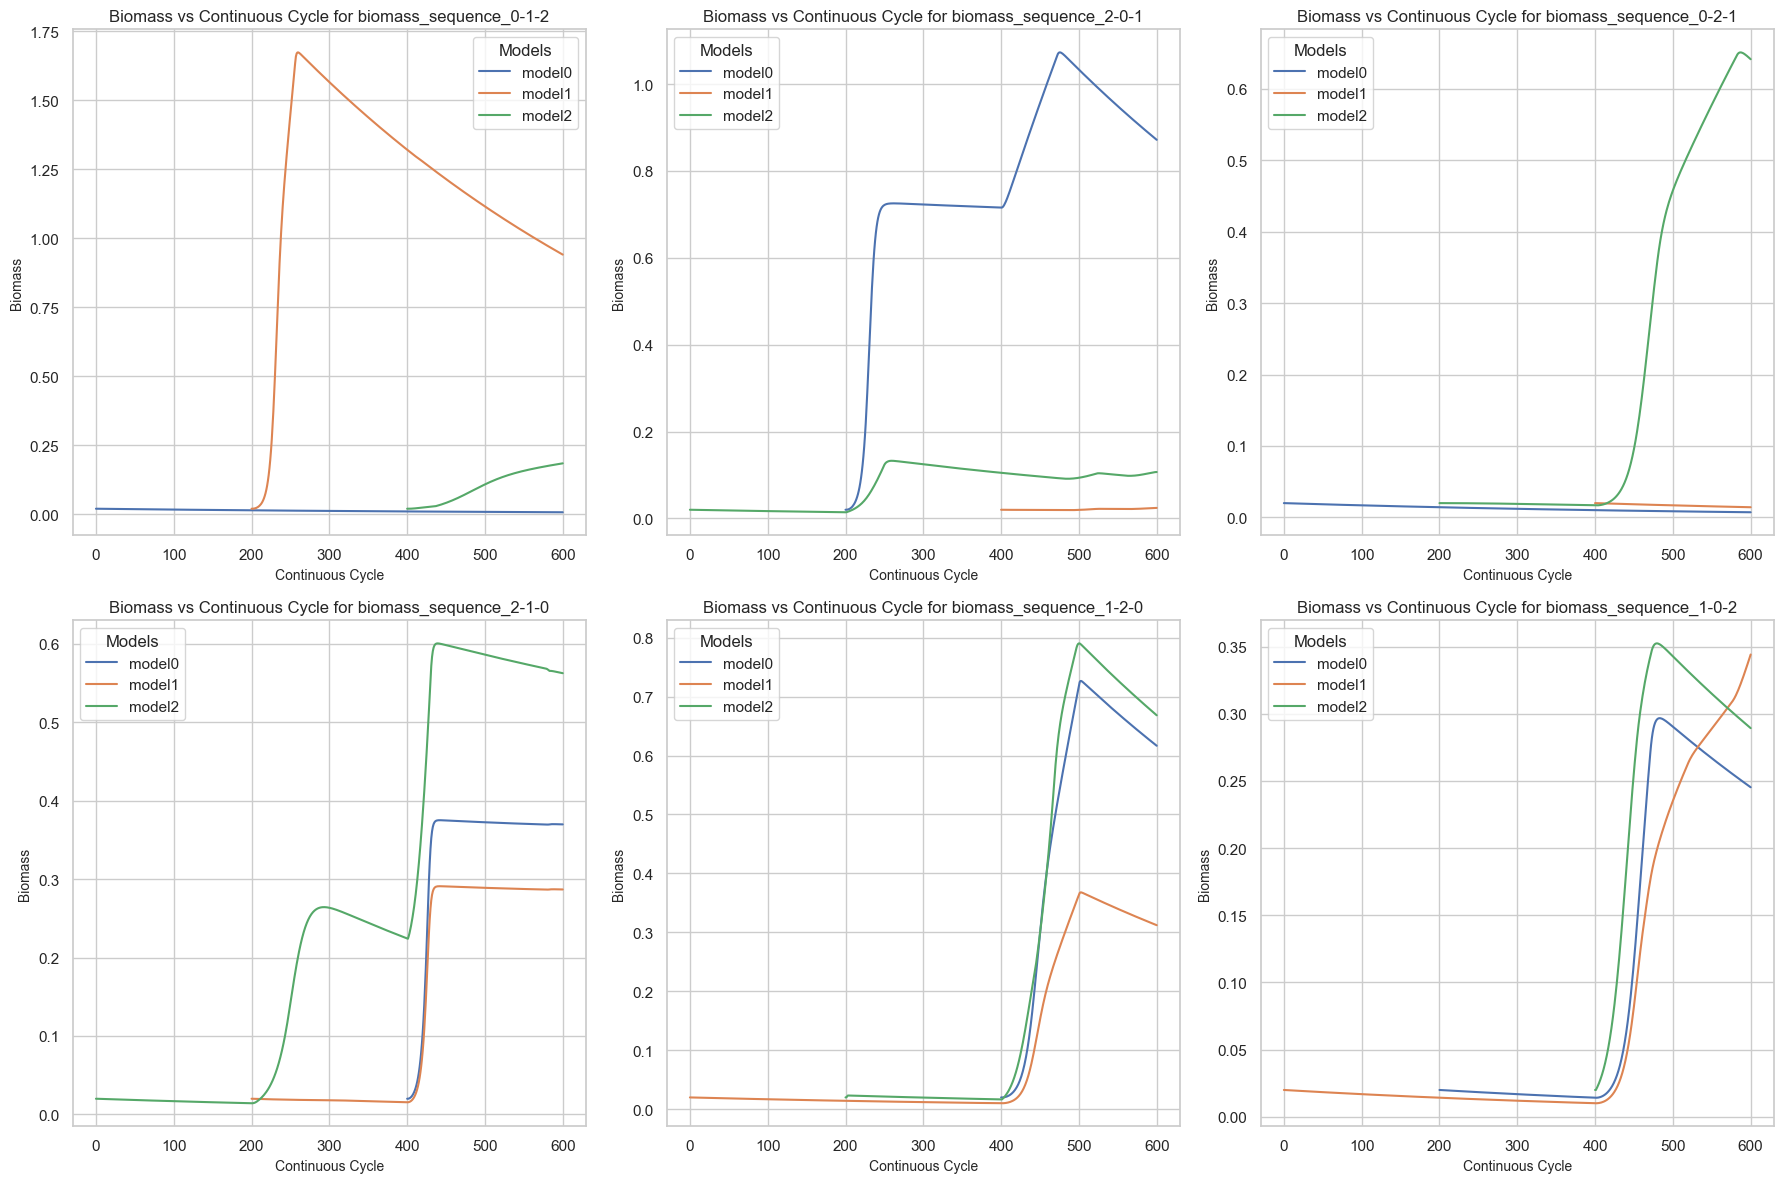 Biomass vs Continuous Cycle for biomass_sequence_0-1-2
Biomass
1.75
1.50
1.25
1.00
0.75
0.50
0.25
0.00
Models
model0
model1
model2
0 100 200 300 400 500 600
Continuous Cycle
Biomass vs Continuous Cycle for biomass_sequence_2-0-1
Biomass
1.0
0.8
0.6
0.4
0.2
0.0
Models
model0
model1
model2
0 100 200 300 400 500 600
Continuous Cycle
Biomass vs Continuous Cycle for biomass_sequence_0-2-1
Biomass
0.6
0.5
0.4
0.3
0.2
0.1
0.0
Models
model0
model1
model2
0 100 200 300 400 500 600
Continuous Cycle
Biomass vs Continuous Cycle for biomass_sequence_2-1-0
Biomass
0.6
0.5
0.4
0.3
0.2
0.1
0.0
Models
model0
model1
model2
0 100 200 300 400 500 600
Continuous Cycle
Biomass vs Continuous Cycle for biomass_sequence_1-2-0
Biomass
0.8
0.7
0.6
0.5
0.4
0.3
0.2
0.1
0.0
Models
model0
model1
model2
0 100 200 300 400 500 600
Continuous Cycle
Biomass vs Continuous Cycle for biomass_sequence_1-0-2
Biomass
0.35
0.30
0.25
0.20
0.15
0.10
0.05
0.00
Models
model0
model1
model2
0 100 200 300 400 500 600
Continuous Cycle